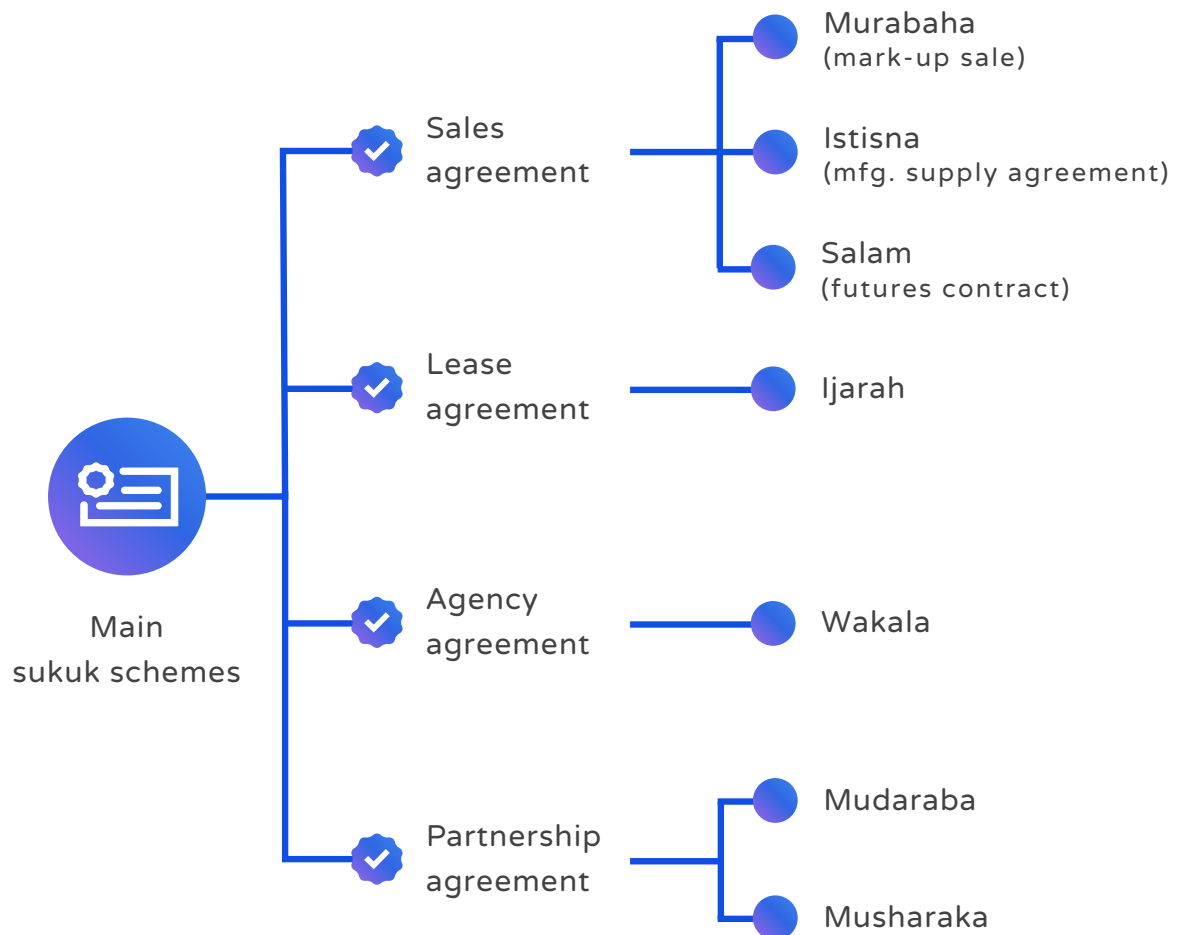 Main
sukuk schemes
Sales
agreement
Murabaha
(mark-up sale)
Istisna
(mfg. supply agreement)
Salam
(futures contract)
Lease
agreement
Ijarah
Agency
agreement
Wakala
Partnership
agreement
Mudaraba
Musharaka